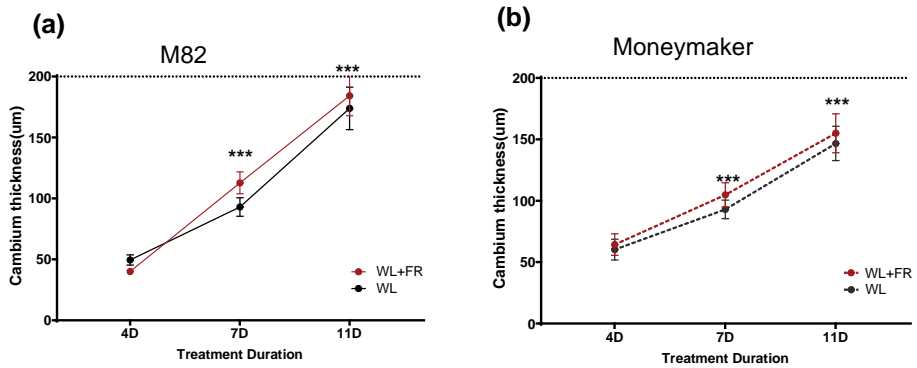 (a)
M82
200
150
100
50
0
Cambium thickness(um)
***
***
WL+FR
WL
4D
7D
11D
Treatment Duration
(b)
Moneymaker
200
150
100
50
0
Cambium thickness(um)
***
***
WL+FR
WL
4D
7D
11D
Treatment Duration